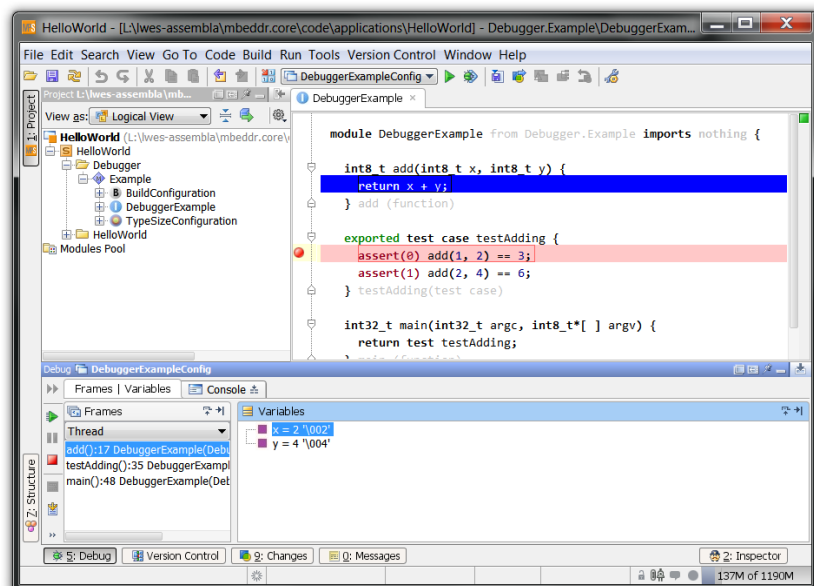 HelloWorld - [L:\lwes-assembla\mbeddr.core\code\applications\HelloWorld] - Debugger.Example\DebuggerExam...
File Edit Search View Go To Code Build Run Tools Version Control Window Help
DebuggerExampleConfig
Project L:\lwes-assembla\mb...
DebuggerExample ×
1: Project
View as: Logical View
HelloWorld (L:\lwes-assembla\mbeddr.core\
HelloWorld
Debugger
Example
BuildConfiguration
DebuggerExample
TypeSizeConfiguration
HelloWorld
Modules Pool
module DebuggerExample from Debugger.Example imports nothing {
int8_t add(int8_t x, int8_t y) {
return x + y;
} add (function)
exported test case testAdding {
assert(0) add(1, 2) == 3;
assert(1) add(2, 4) == 6;
} testAdding(test case)
int32_t main(int32_t argc, int8_t*[ ] argv) {
return test testAdding;
} main (function)
Debug DebuggerExampleConfig
Frames | Variables
Console
Frames
Variables
Thread
add():17 DebuggerExample(Debu
testAdding():35 DebuggerExampl
main():48 DebuggerExample(Deb
x = 2 '\002'
y = 4 '\004'
Z: Structure
5: Debug
Version Control
9: Changes
0: Messages
2: Inspector
137M of 1190M